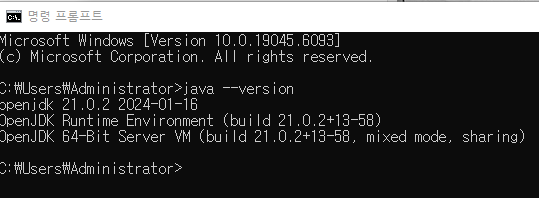 명령 프롬프트
Microsoft Windows [Version 10.0.19045.6093]
(c) Microsoft Corporation. All rights reserved.
C:₩Users₩Administrator>java --version
openjdk 21.0.2 2024-01-16
OpenJDK Runtime Environment (build 21.0.2+13-58)
OpenJDK 64-Bit Server VM (build 21.0.2+13-58, mixed mode, sharing)
C:₩Users₩Administrator>